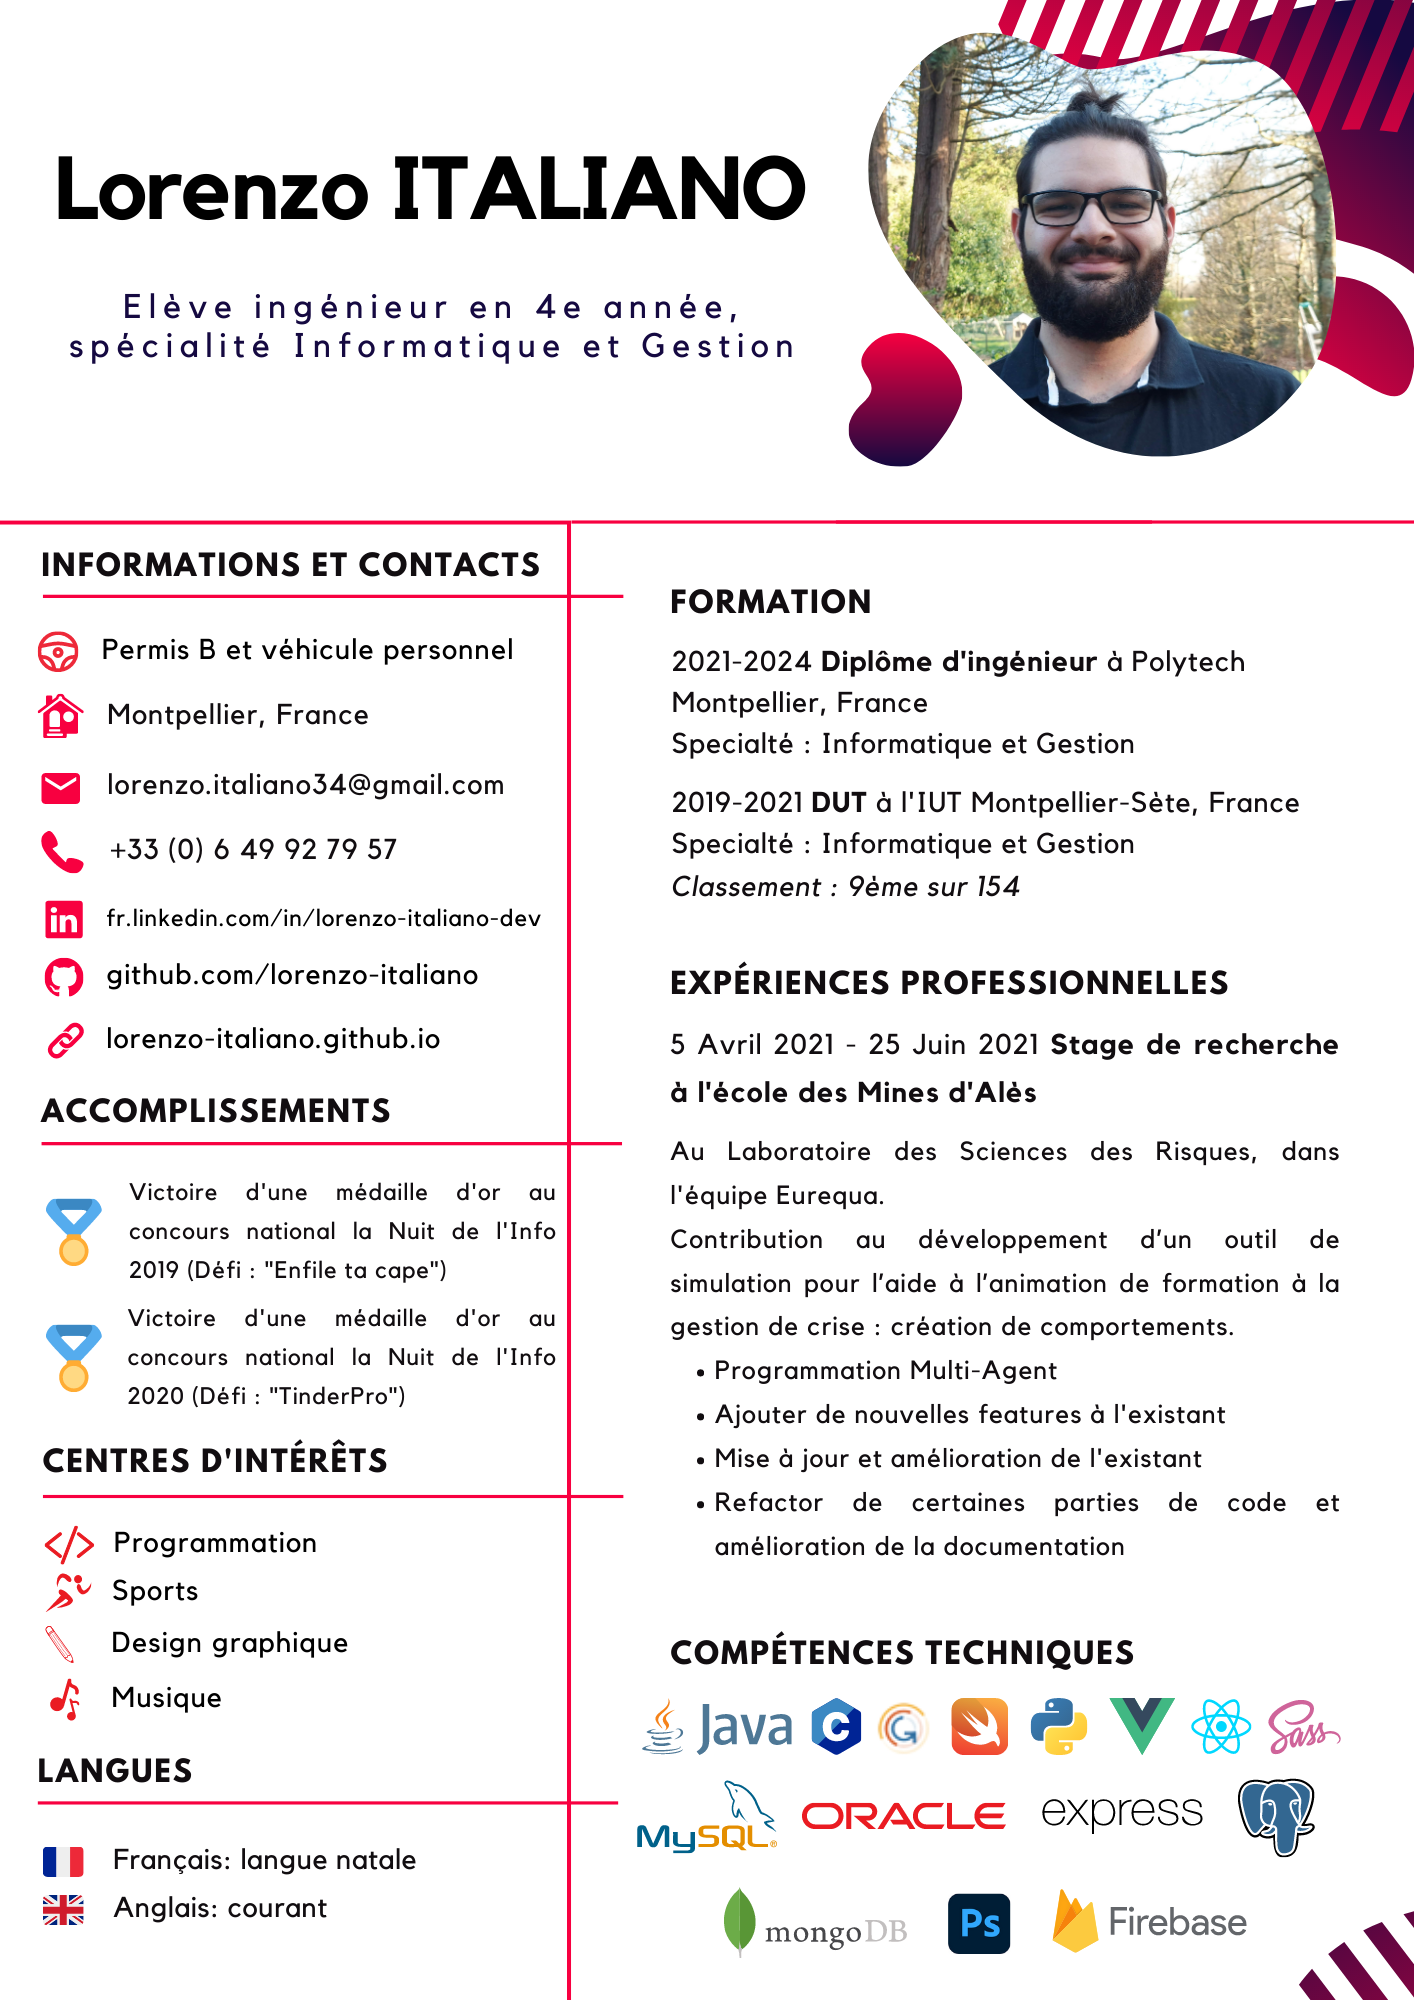 Lorenzo ITALIANO
Elève ingénieur en 4e année,
spécialité Informatique et Gestion
INFORMATIONS ET CONTACTS
Permis B et véhicule personnel
Montpellier, France
lorenzo.italiano34@gmail.com
+33 (0) 6 49 92 79 57
fr.linkedin.com/in/lorenzo-italiano-dev
github.com/lorenzo-italiano
lorenzo-italiano.github.io
ACCOMPLISSEMENTS
Victoire d'une médaille d'or au
concours national la Nuit de l'Info
2019 (Défi : "Enfile ta cape")
Victoire d'une médaille d'or au
concours national la Nuit de l'Info
2020 (Défi : "TinderPro")
CENTRES D'INTÉRÊTS
Programmation
Sports
Design graphique
Musique
LANGUES
Français: langue natale
Anglais: courant
FORMATION
2021-2024 Diplôme d'ingénieur à Polytech
Montpellier, France
Specialté : Informatique et Gestion
2019-2021 DUT à l'IUT Montpellier-Sète, France
Specialté : Informatique et Gestion
Classement : 9ème sur 154
EXPÉRIENCES PROFESSIONNELLES
5 Avril 2021 - 25 Juin 2021 Stage de recherche
à l'école des Mines d'Alès
Au Laboratoire des Sciences des Risques, dans
l'équipe Eurequa.
Contribution au développement d’un outil de
simulation pour l’aide à l’animation de formation à la
gestion de crise : création de comportements.
• Programmation Multi-Agent
• Ajouter de nouvelles features à l'existant
• Mise à jour et amélioration de l'existant
• Refactor de certaines parties de code et
amélioration de la documentation
COMPÉTENCES TECHNIQUES
Java C G Sass
MySQL ORACLE express
mongoDB Ps Firebase